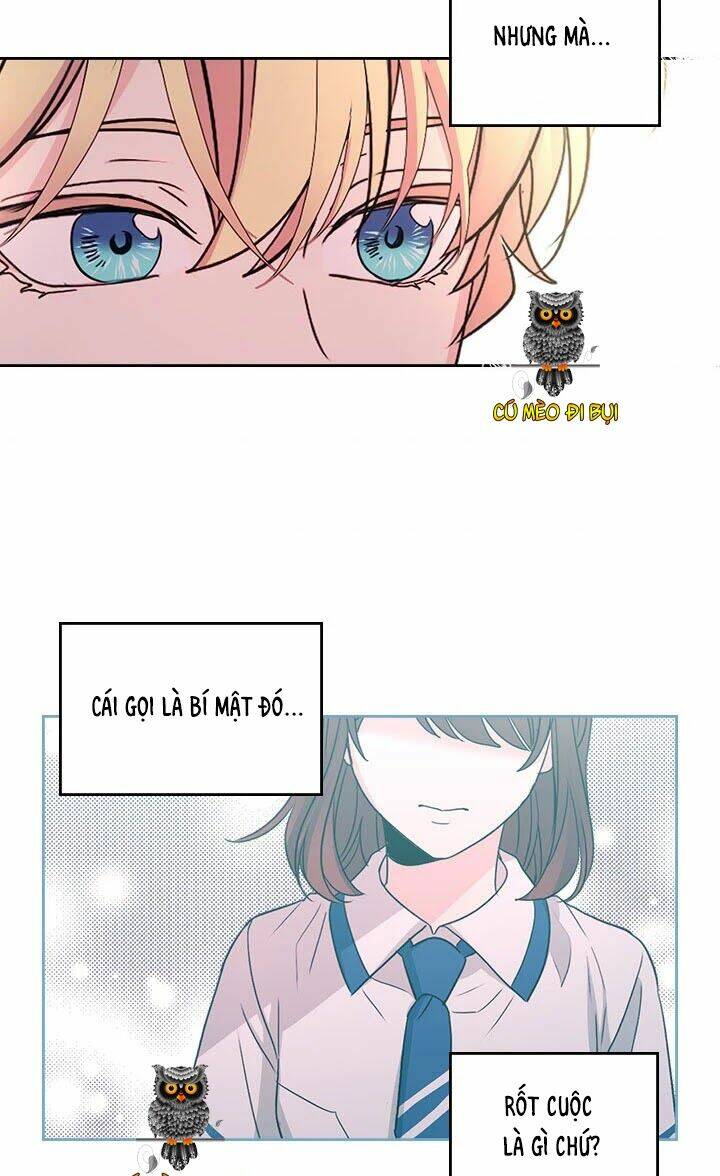 NHƯNG MÀ...
CÚ MÈO ĐI BỤI
CÁI GỌI LÀ BÍ MẬT ĐÓ...
RỐT CUỘC
LÀ GÌ CHỨ?